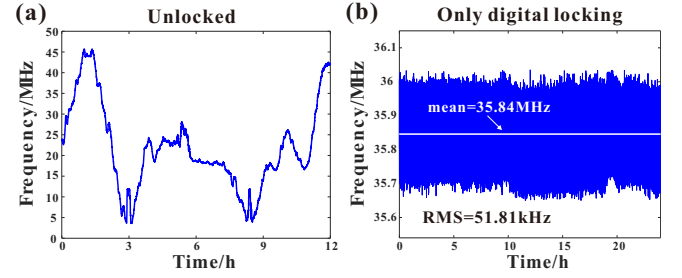 (a) Unlocked
Frequency/MHz
50
45
40
35
30
25
20
15
10
5
0
0 3 6 9 12
Time/h
(b) Only digital locking
Frequency/MHz
36.1
36
35.9
35.8
35.7
35.6
mean=35.84MHz
RMS=51.81kHz
0 10 20
Time/h